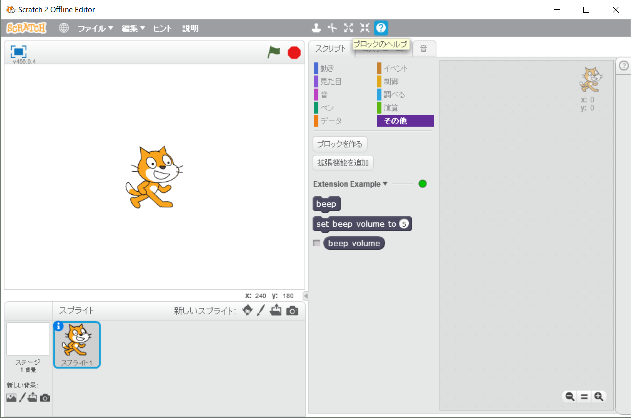 Scratch 2 Offline Editor
SCRATCH ファイル▼ 編集▼ ヒント 説明
ブロックのヘルプ
v458.0.4
スクリプト 音
動き イベント
見た目 制御
音 調べる
ペン 演算
データ その他
ブロックを作る
拡張機能を追加
Extension Example
beep
set beep volume to 5
beep volume
x: 0
y: 0
x: 240 y: 180
スプライト 新しいスプライト:
ステージ
1 背景
スプライト1
新しい背景: